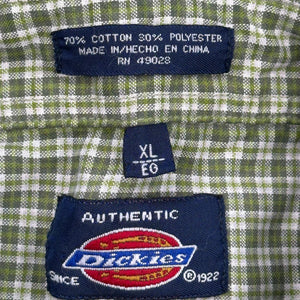 70% COTTON 30% POLYESTER
MADE IN/HECHO EN CHINA
RN 49028
XL
EG
AUTHENTIC
Dickies
SINCE ® 1922